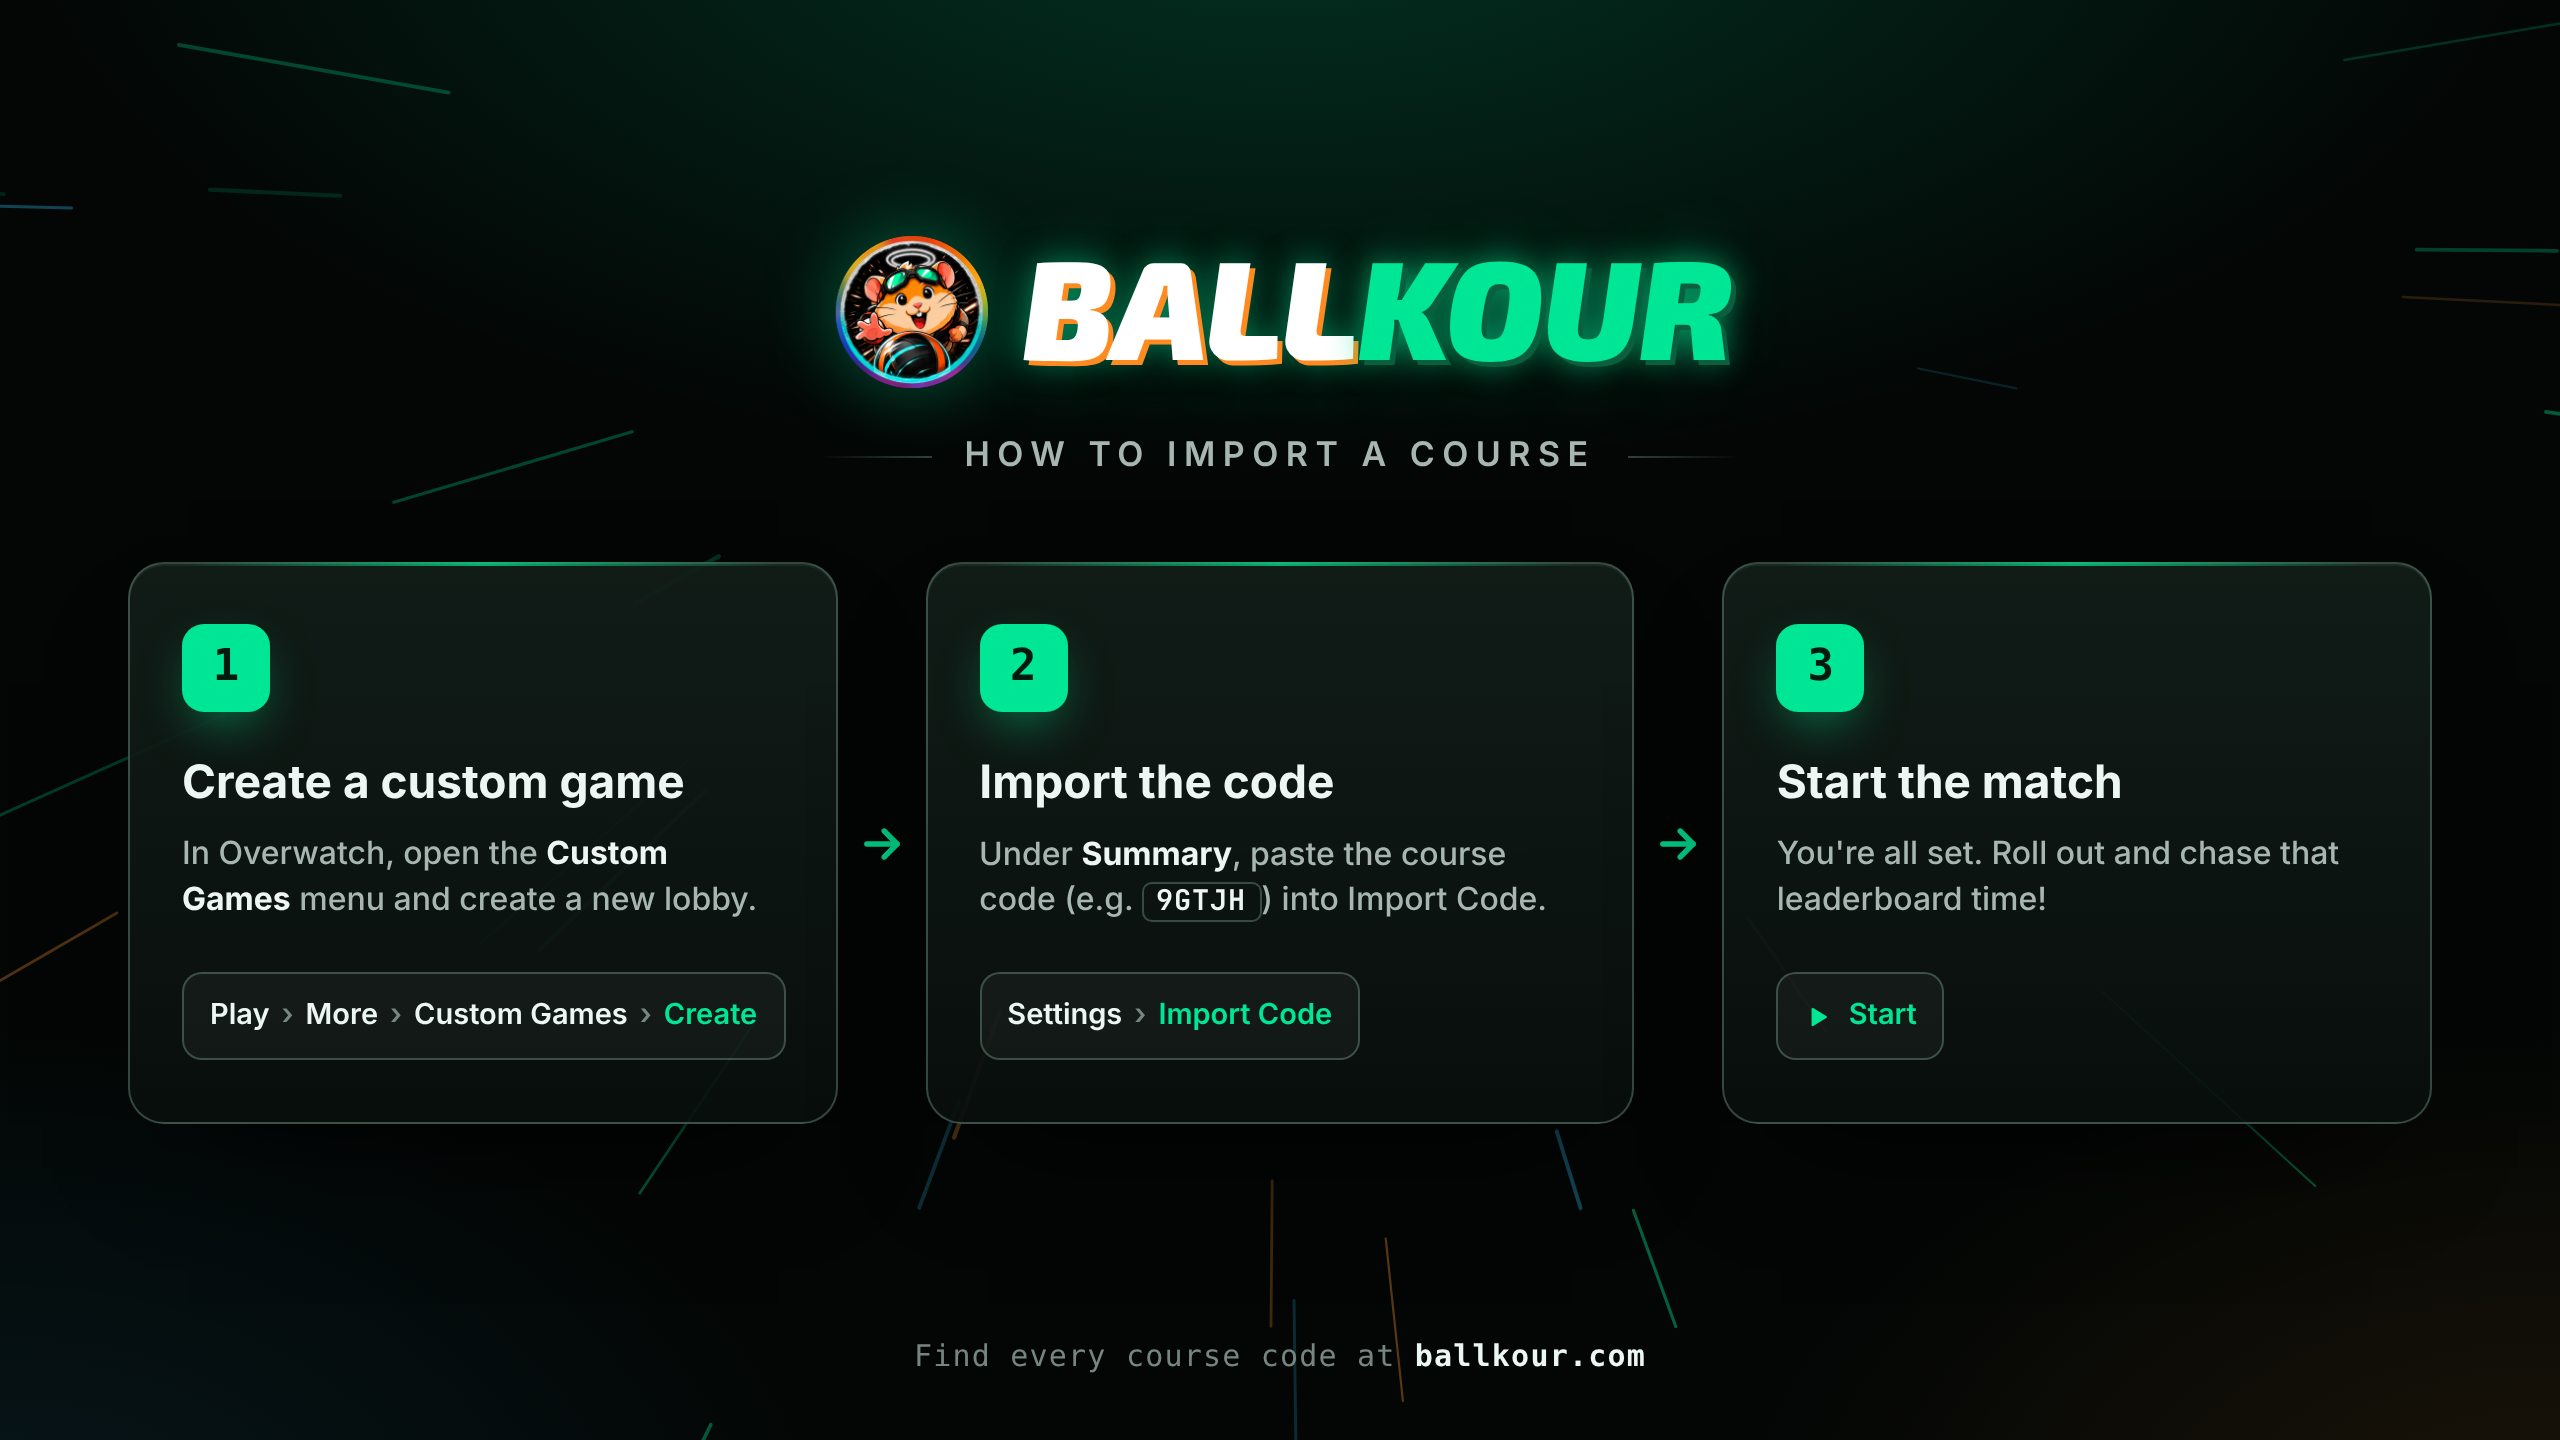 BALLKOUR
HOW TO IMPORT A COURSE
1
Create a custom game
In Overwatch, open the Custom
Games menu and create a new lobby.
Play › More › Custom Games › Create
2
Import the code
Under Summary, paste the course
code (e.g. 9GTJH) into Import Code.
Settings › Import Code
3
Start the match
You're all set. Roll out and chase that
leaderboard time!
Start
Find every course code at ballkour.com